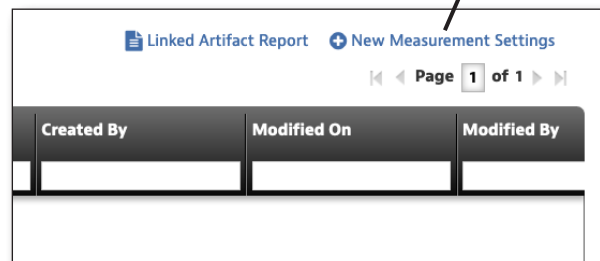 Linked Artifact Report New Measurement Settings
Page 1 of 1
Created By Modified On Modified By